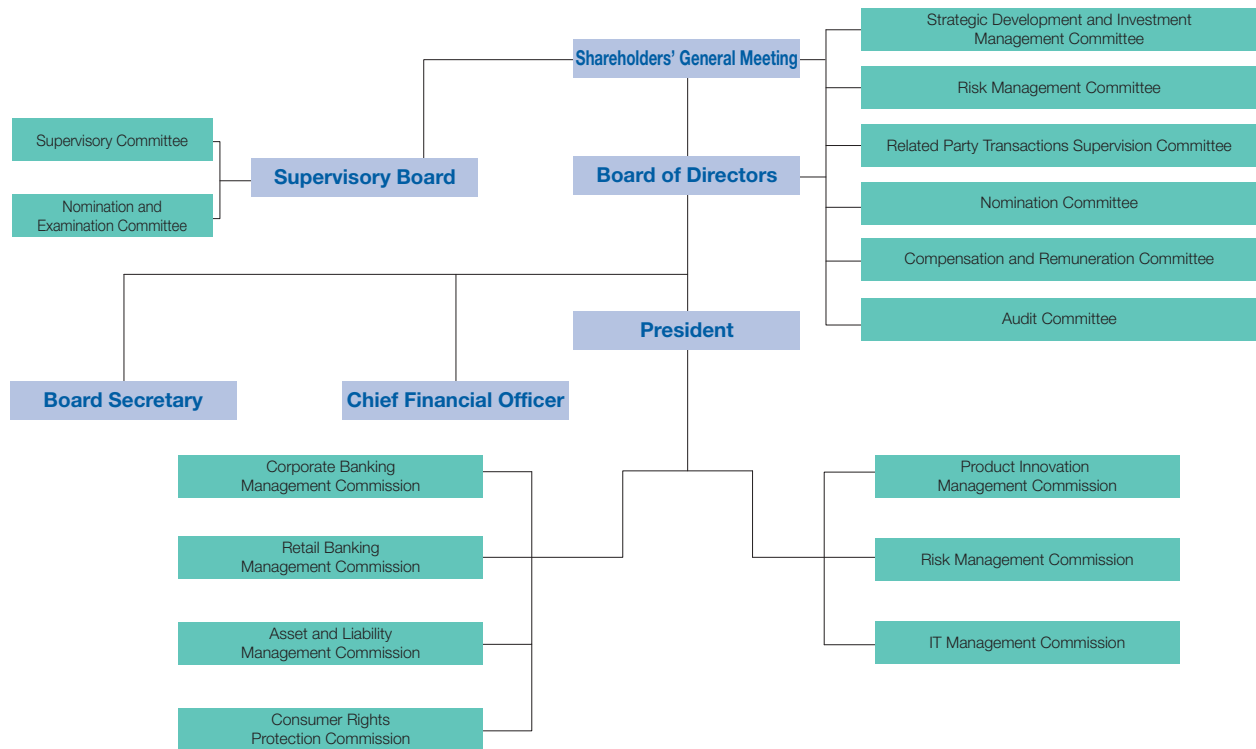 Shareholders' General Meeting
Strategic Development and Investment
Management Committee
Risk Management Committee
Related Party Transactions Supervision Committee
Nomination Committee
Compensation and Remuneration Committee
Audit Committee
Supervisory Committee
Nomination and
Examination Committee
Supervisory Board
Board of Directors
President
Board Secretary
Chief Financial Officer
Corporate Banking
Management Commission
Retail Banking
Management Commission
Asset and Liability
Management Commission
Consumer Rights
Protection Commission
Product Innovation
Management Commission
Risk Management Commission
IT Management Commission